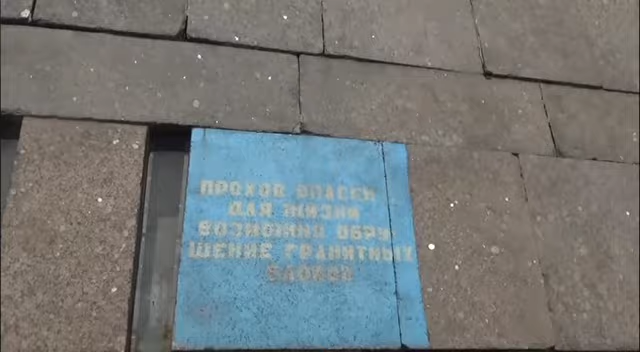 ПРОХОД ОПАСЕН
ДЛЯ ЖИЗНИ
ВОЗМОЖНО ОБРУ
ШЕНИЕ ГРАНИТНЫХ
БЛОКОВ